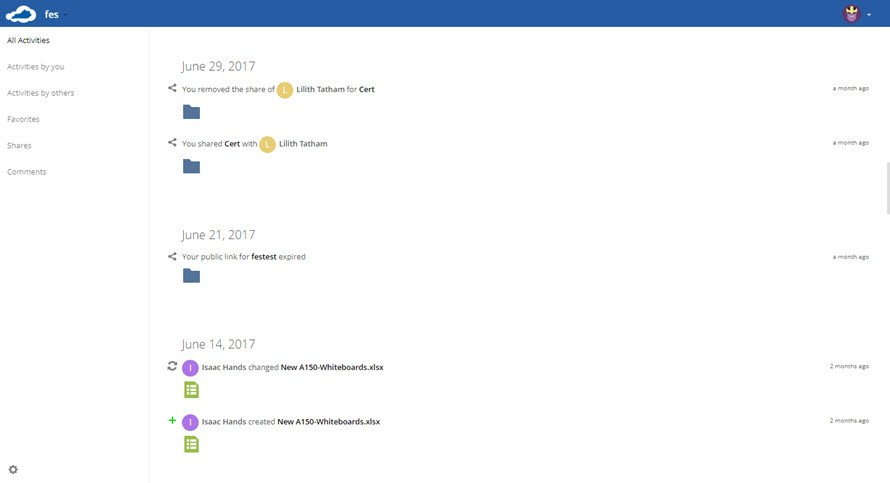 fes
All Activities
Activities by you
Activities by others
Favorites
Shares
Comments
June 29, 2017
You removed the share of L Lilith Tatham for Cert a month ago
You shared Cert with L Lilith Tatham a month ago
June 21, 2017
Your public link for festest expired a month ago
June 14, 2017
I Isaac Hands changed New A150-Whiteboards.xlsx 2 months ago
I Isaac Hands created New A150-Whiteboards.xlsx 2 months ago